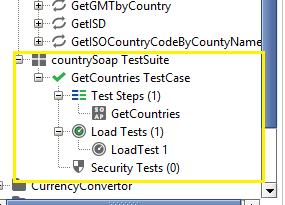 GetGMTbyCountry
GetISD
GetISOCountryCodeByCountyName
countrySoap TestSuite
GetCountries TestCase
Test Steps (1)
SOAP GetCountries
Load Tests (1)
LoadTest 1
Security Tests (0)
CurrencyConvertor